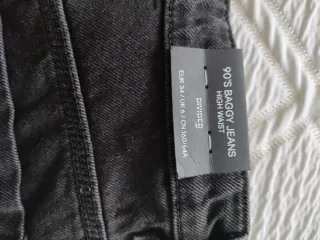 90'S BAGGY JEANS
HIGH WAIST
DIVIDED
EUR 34 / UK 6 / CN 160/64A